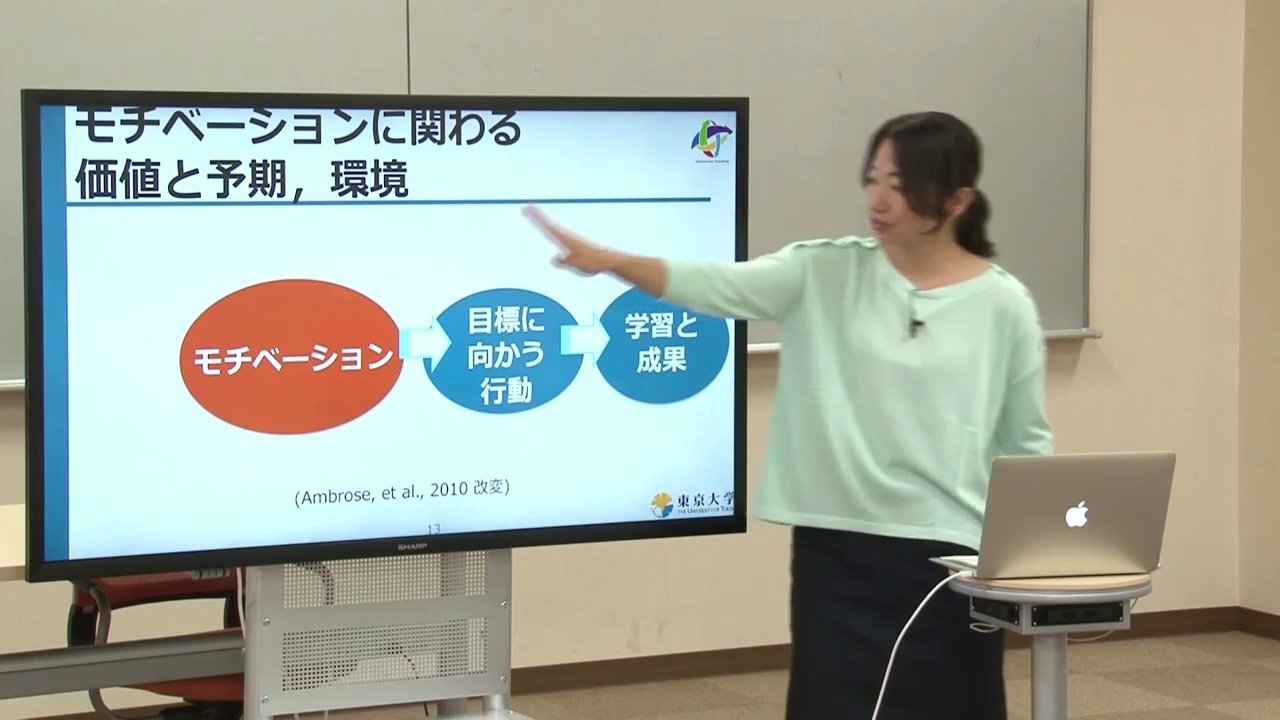 モチベーションに関わる
価値と予期，環境
モチベーション
目標に
向かう
行動
学習と
成果
(Ambrose, et al., 2010 改変)
東京大学
13
SHARP